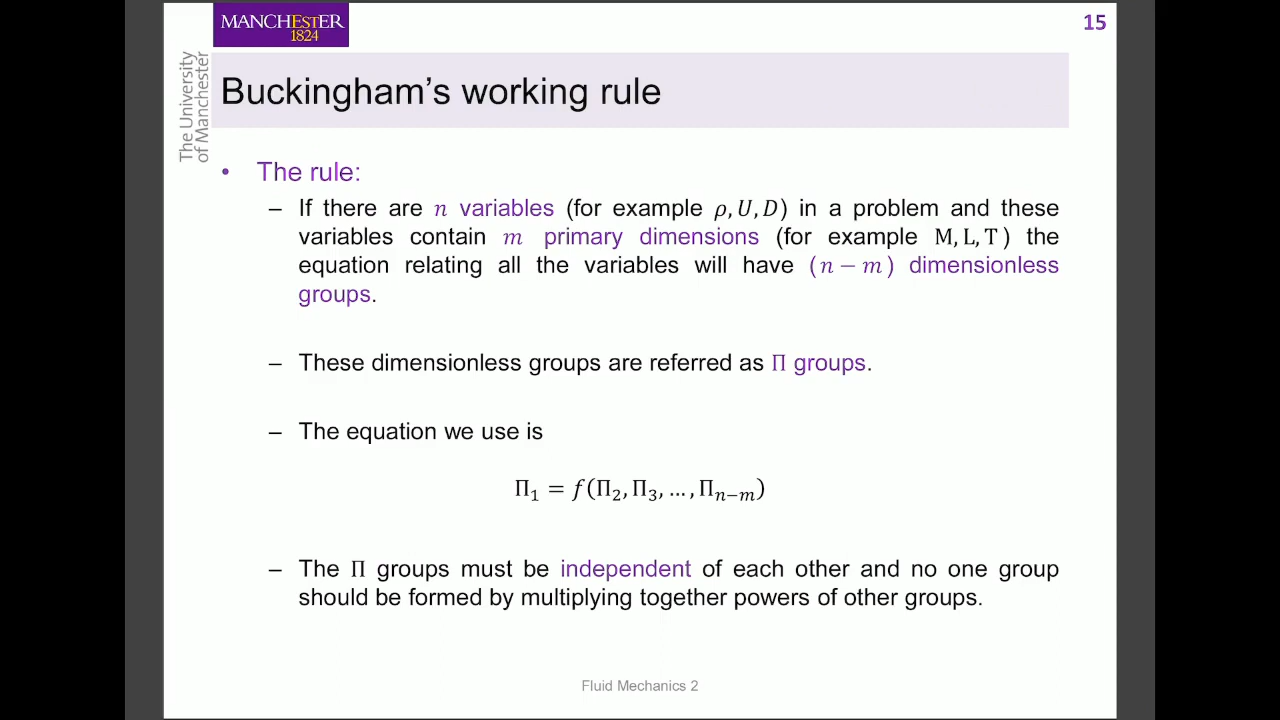 MANCHESTER
1824
The University
of Manchester
15
Buckingham's working rule
• The rule:
– If there are n variables (for example ρ, U, D) in a problem and these
variables contain m primary dimensions (for example M, L, T ) the
equation relating all the variables will have (n − m) dimensionless
groups.
– These dimensionless groups are referred as Π groups.
– The equation we use is
Π₁ = f(Π₂, Π₃, … , Πₙ₋ₘ)
– The Π groups must be independent of each other and no one group
should be formed by multiplying together powers of other groups.
Fluid Mechanics 2